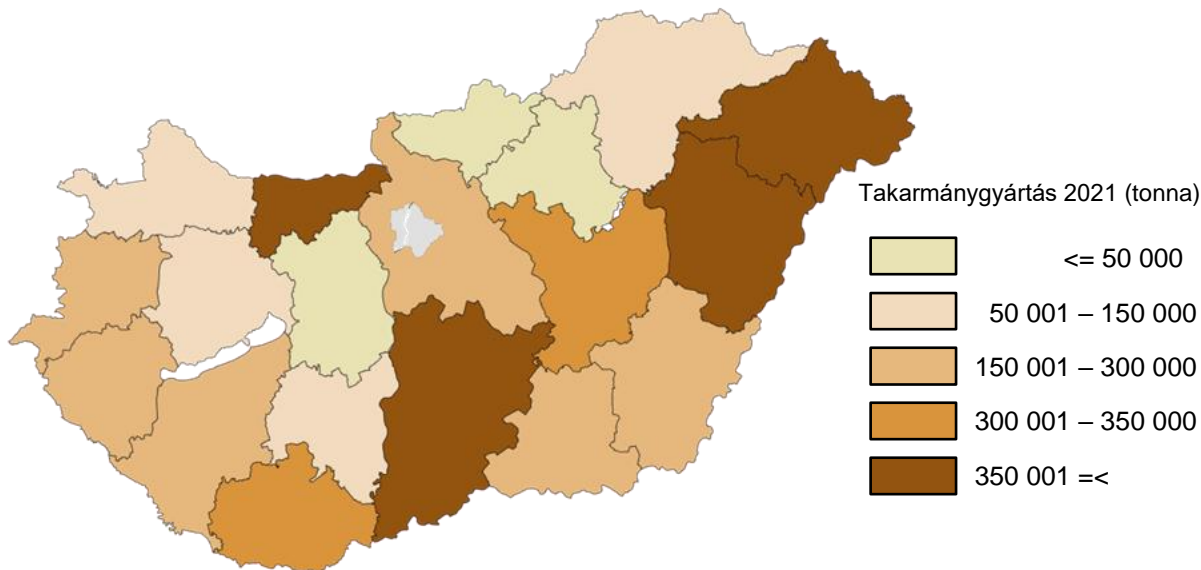 Takarmánygyártás 2021 (tonna)
<= 50 000
50 001 – 150 000
150 001 – 300 000
300 001 – 350 000
350 001 =<